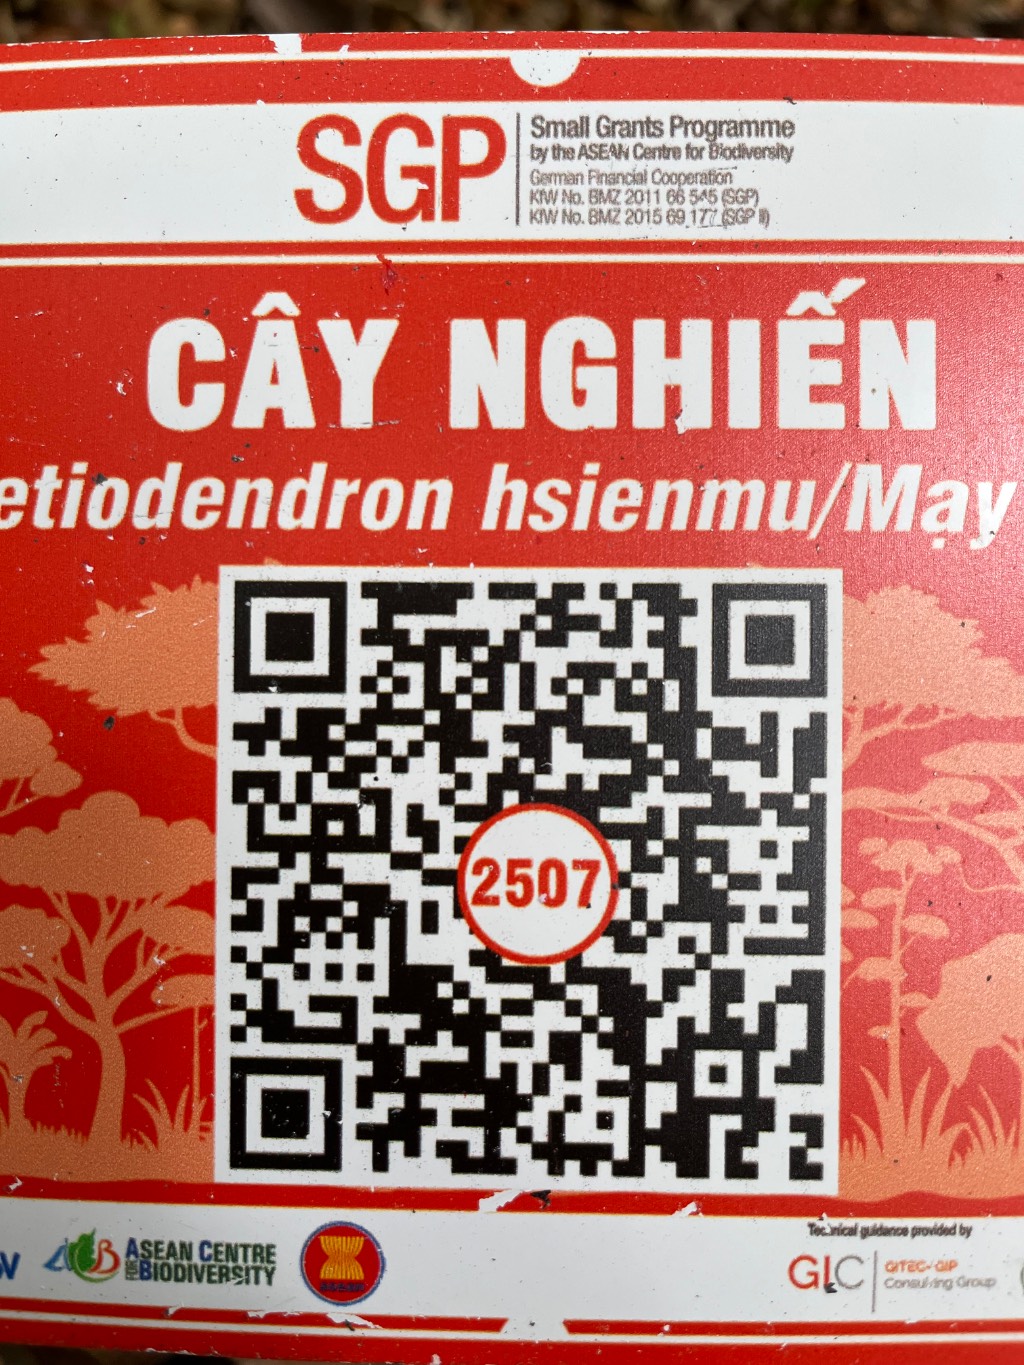 SGP
Small Grants Programme
by the ASEAN Centre for Biodiversity
German Financial Cooperation
KfW No. BMZ 2011 66 545 (SGP)
KfW No. BMZ 2015 69 177 (SGP II)
CÂY NGHIẾN
etiodendron hsienmu/Mạy
2507
ASEAN CENTRE
FOR BIODIVERSITY
Technical guidance provided by
GIC
GITEC-GIP
Consulting Group